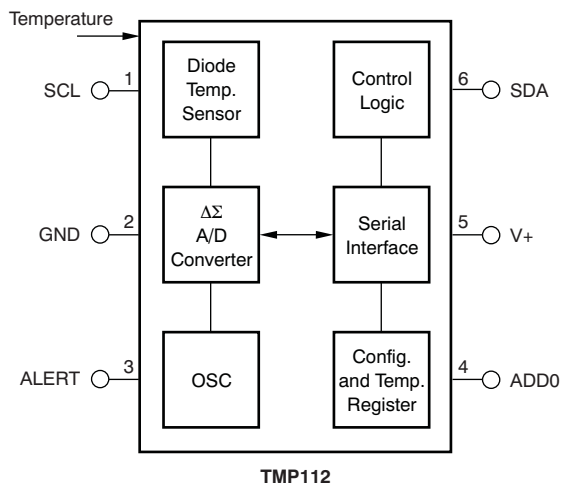 Temperature
SCL
1
Diode
Temp.
Sensor
Control
Logic
6
SDA
GND
2
ΔΣ
A/D
Converter
Serial
Interface
5
V+
ALERT
3
OSC
Config.
and Temp.
Register
4
ADD0
TMP112